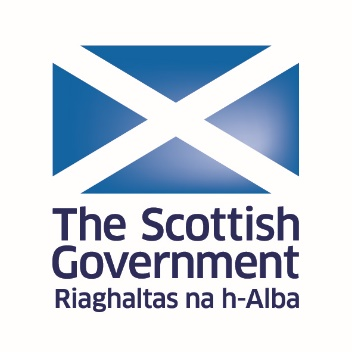 The Scottish
Government
Riaghaltas na h-Alba